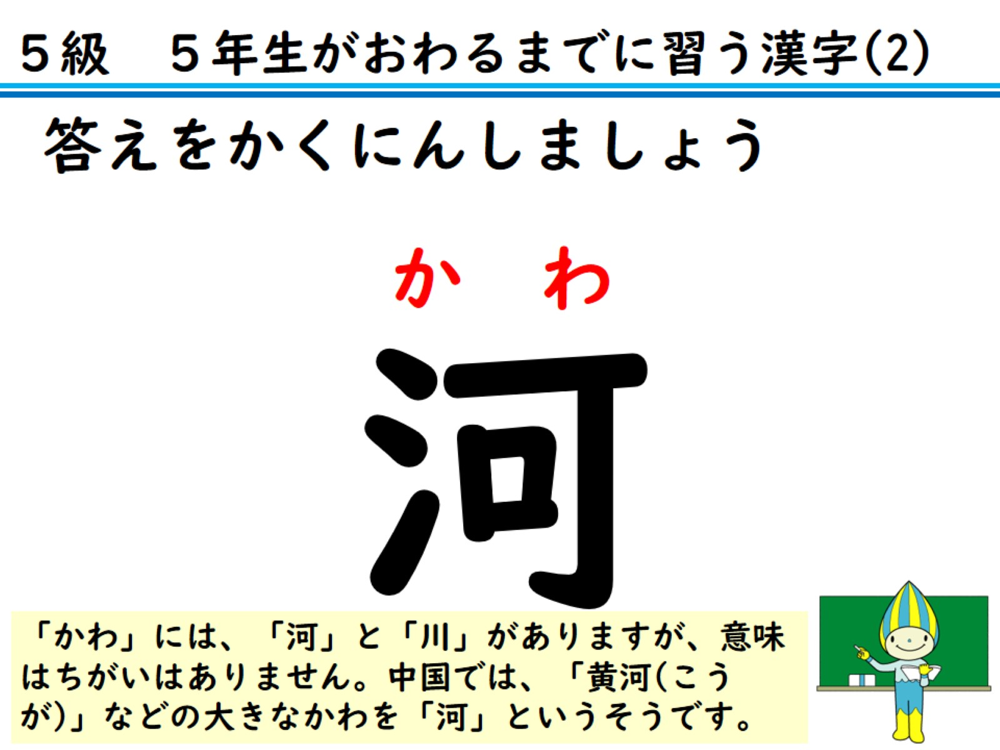 ５級　５年生がおわるまでに習う漢字(2)
答えをかくにんしましょう
か　わ
河
「かわ」には、「河」と「川」がありますが、意味
はちがいはありません。中国では、「黄河(こう
が)」などの大きなかわを「河」というそうです。